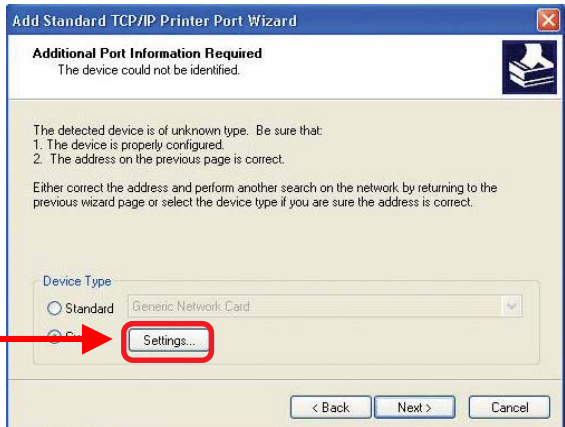 Add Standard TCP/IP Printer Port Wizard
Additional Port Information Required
The device could not be identified.
The detected device is of unknown type. Be sure that:
1. The device is properly configured.
2. The address on the previous page is correct.
Either correct the address and perform another search on the network by returning to the
previous wizard page or select the device type if you are sure the address is correct.
Device Type
Standard
Generic Network Card
Settings...
< Back
Next >
Cancel